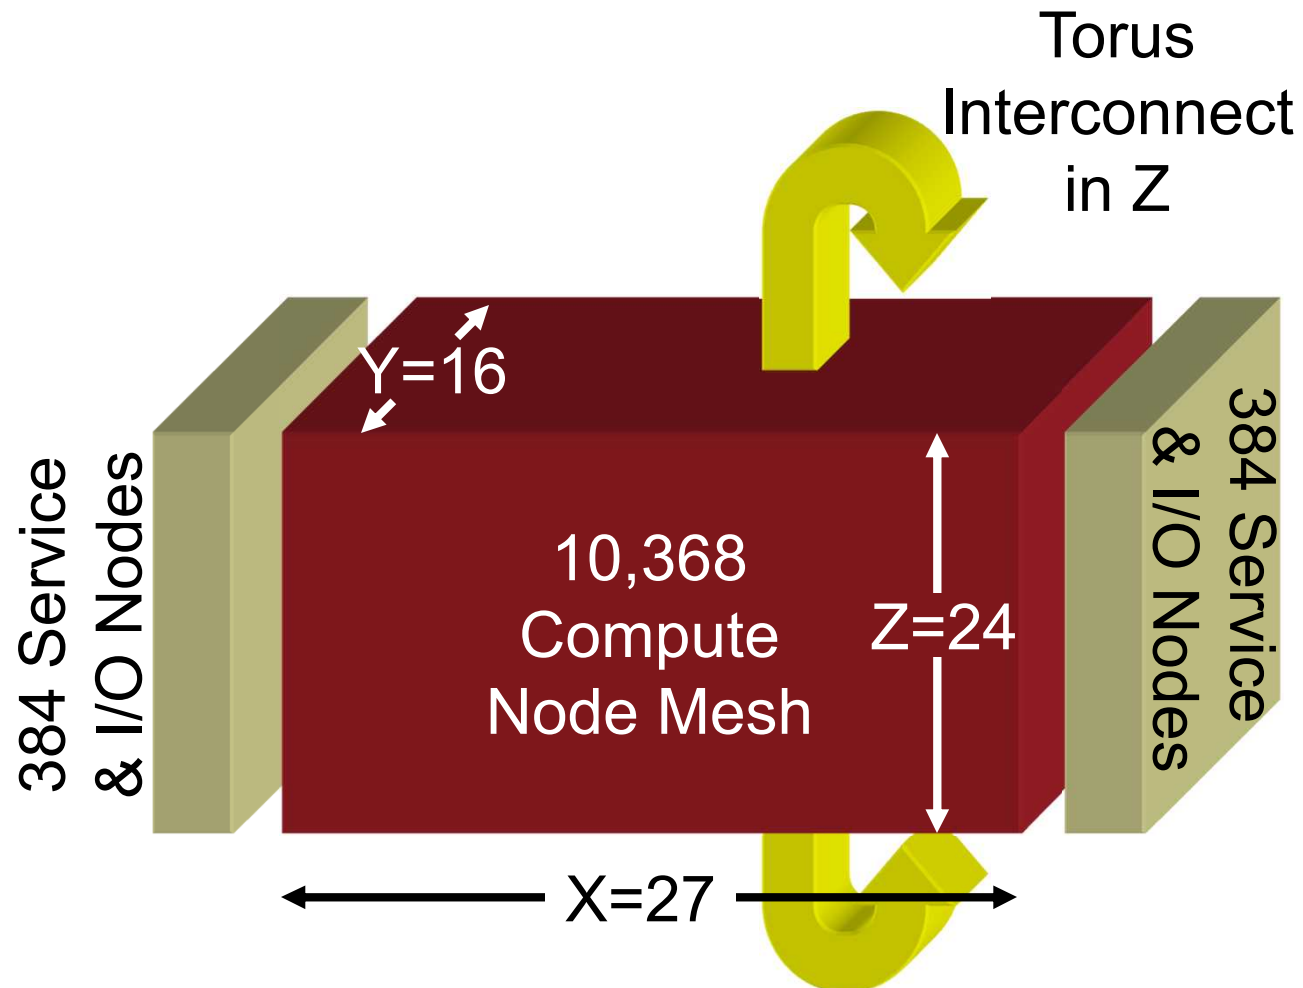 Torus
Interconnect
in Z
Y=16
384 Service
& I/O Nodes
10,368
Compute
Node Mesh
Z=24
384 Service
& I/O Nodes
X=27